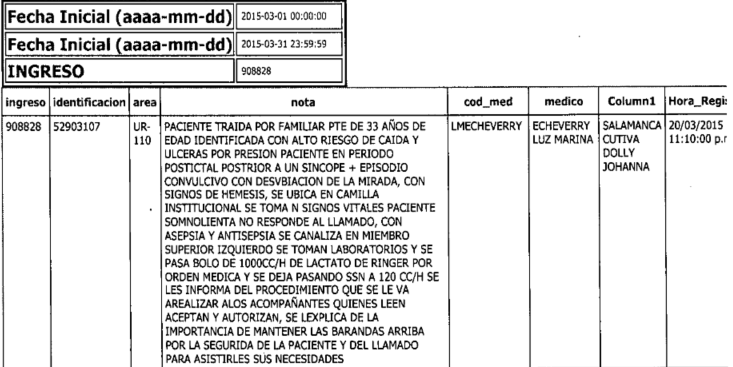 Fecha Inicial (aaaa-mm-dd) 2015-03-01 00:00:00
Fecha Inicial (aaaa-mm-dd) 2015-03-31 23:59:59
INGRESO 908828
ingreso identificacion area nota cod_med medico Column1 Hora_Regi
908828 52903107 UR- PACIENTE TRAIDA POR FAMILIAR PTE DE 33 AÑOS DE LMECHEVERRY ECHEVERRY SALAMANCA 20/03/2015
110 EDAD IDENTIFICADA CON ALTO RIESGO DE CAIDA Y LUZ MARINA CUTIVA 11:10:00 p.
ULCERAS POR PRESION PACIENTE EN PERIODO DOLLY
POSTICTAL POSTRIOR A UN SINCOPE + EPISODIO JOHANNA
CONVULCIVO CON DESVBIACION DE LA MIRADA, CON
SIGNOS DE HEMESIS, SE UBICA EN CAMILLA
INSTITUCIONAL SE TOMA N SIGNOS VITALES PACIENTE
SOMNOLIENTA NO RESPONDE AL LLAMADO, CON
ASEPSIA Y ANTISEPSIA SE CANALIZA EN MIEMBRO
SUPERIOR IZQUIERDO SE TOMAN LABORATORIOS Y SE
PASA BOLO DE 1000CC/H DE LACTATO DE RINGER POR
ORDEN MEDICA Y SE DEJA PASANDO SSN A 120 CC/H SE
LES INFORMA DEL PROCEDIMIENTO QUE SE LE VA
AREALIZAR ALOS ACOMPAÑANTES QUIENES LEEN
ACEPTAN Y AUTORIZAN, SE LEXPLICA DE LA
IMPORTANCIA DE MANTENER LAS BARANDAS ARRIBA
POR LA SEGURIDA DE LA PACIENTE Y DEL LLAMADO
PARA ASISTIRLES SUS NECESIDADES